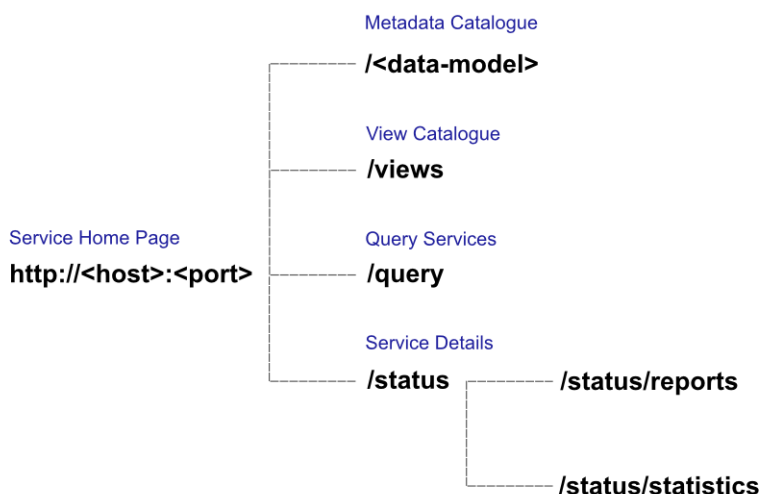 Metadata Catalogue
/<data-model>
View Catalogue
/views
Service Home Page
http://<host>:<port>
Query Services
/query
Service Details
/status
/status/reports
/status/statistics